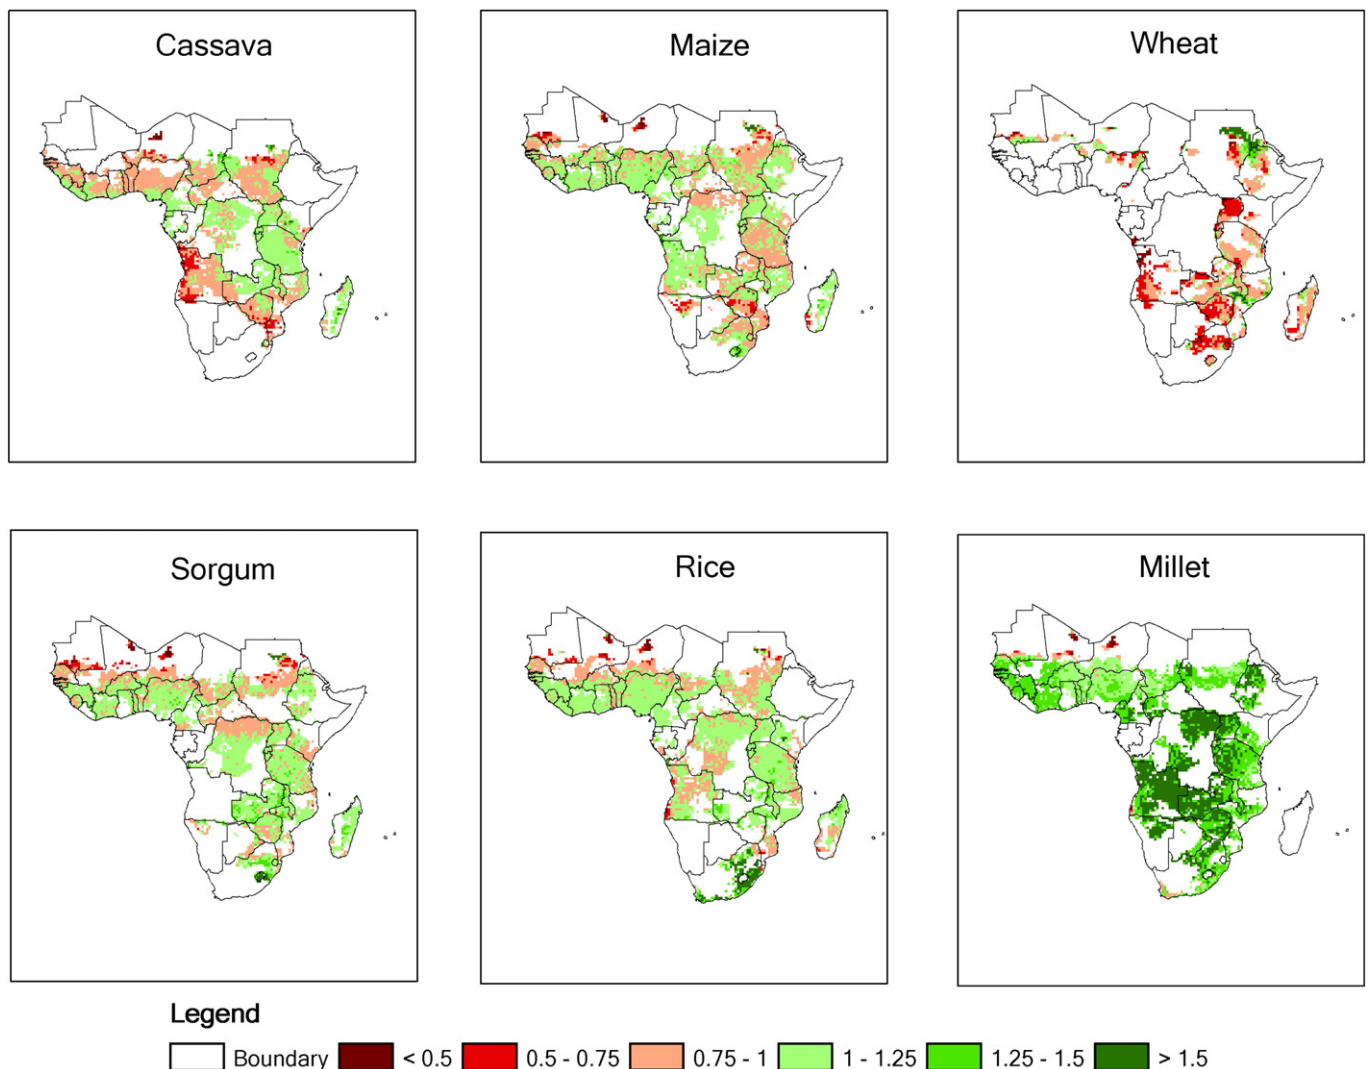 Cassava
Maize
Wheat
Sorgum
Rice
Millet
Legend
Boundary < 0.5 0.5 - 0.75 0.75 - 1 1 - 1.25 1.25 - 1.5 > 1.5